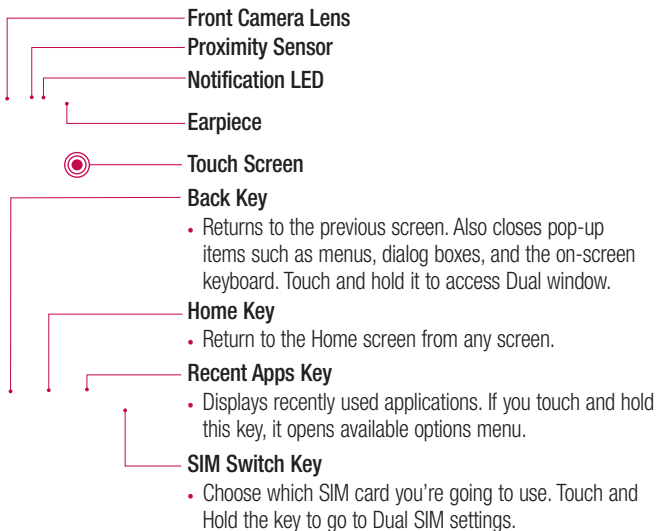 Front Camera Lens
Proximity Sensor
Notification LED
Earpiece
Touch Screen
Back Key
• Returns to the previous screen. Also closes pop-up
items such as menus, dialog boxes, and the on-screen
keyboard. Touch and hold it to access Dual window.
Home Key
• Return to the Home screen from any screen.
Recent Apps Key
• Displays recently used applications. If you touch and hold
this key, it opens available options menu.
SIM Switch Key
• Choose which SIM card you’re going to use. Touch and
Hold the key to go to Dual SIM settings.